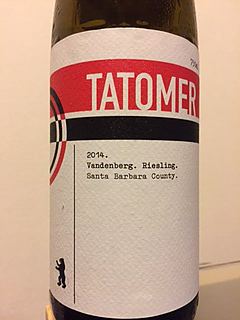 TATOMER
2014.
Vandenberg. Riesling.
Santa Barbara County.